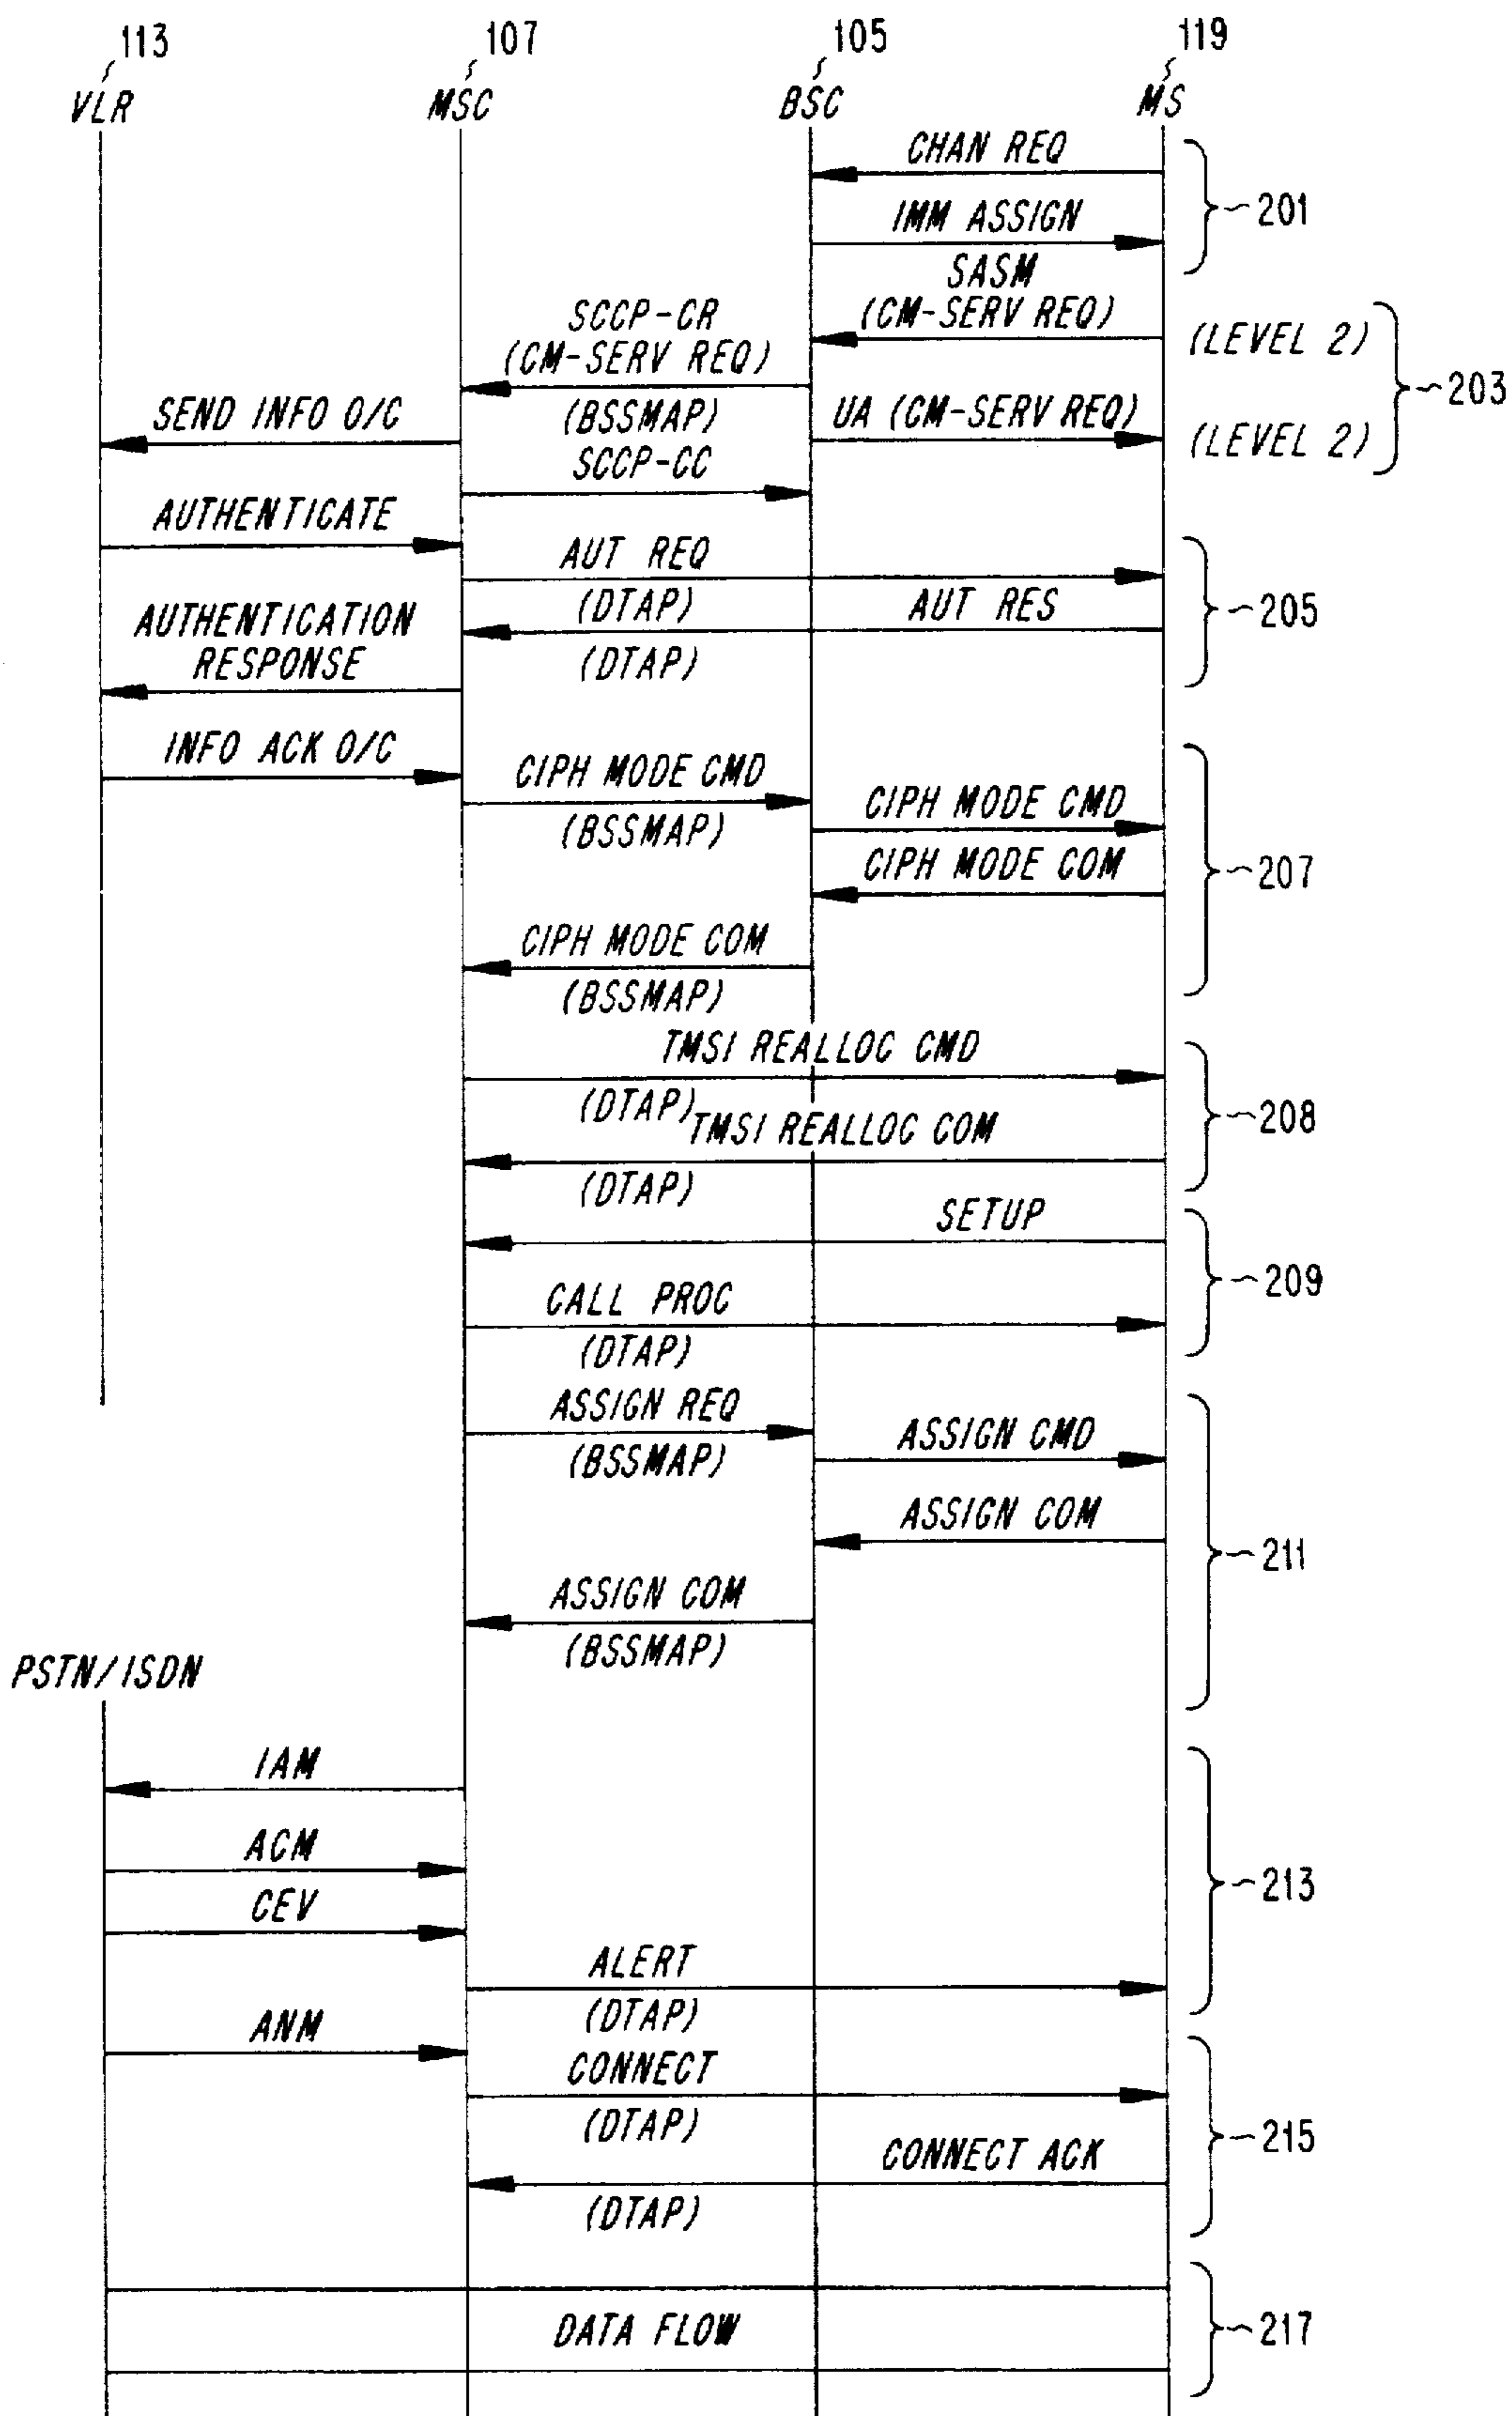 113
107
105
119
VLR
MSC
BSC
MS
CHAN REQ
IMM ASSIGN
201
SASM
(CM-SERV REQ)
(LEVEL 2)
SCCP-CR
(CM-SERV REQ)
(BSSMAP)
203
SEND INFO O/C
UA (CM-SERV REQ)
(LEVEL 2)
SCCP-CC
AUTHENTICATE
AUT REQ
(DTAP)
AUT RES
(DTAP)
205
AUTHENTICATION
RESPONSE
INFO ACK O/C
CIPH MODE CMD
(BSSMAP)
CIPH MODE CMD
CIPH MODE COM
207
CIPH MODE COM
(BSSMAP)
TMSI REALLOC CMD
(DTAP)
TMSI REALLOC COM
(DTAP)
208
SETUP
CALL PROC
(DTAP)
209
ASSIGN REQ
(BSSMAP)
ASSIGN CMD
ASSIGN COM
211
ASSIGN COM
(BSSMAP)
PSTN/ISDN
IAM
ACM
CEV
213
ALERT
(DTAP)
ANM
CONNECT
(DTAP)
215
CONNECT ACK
(DTAP)
DATA FLOW
217